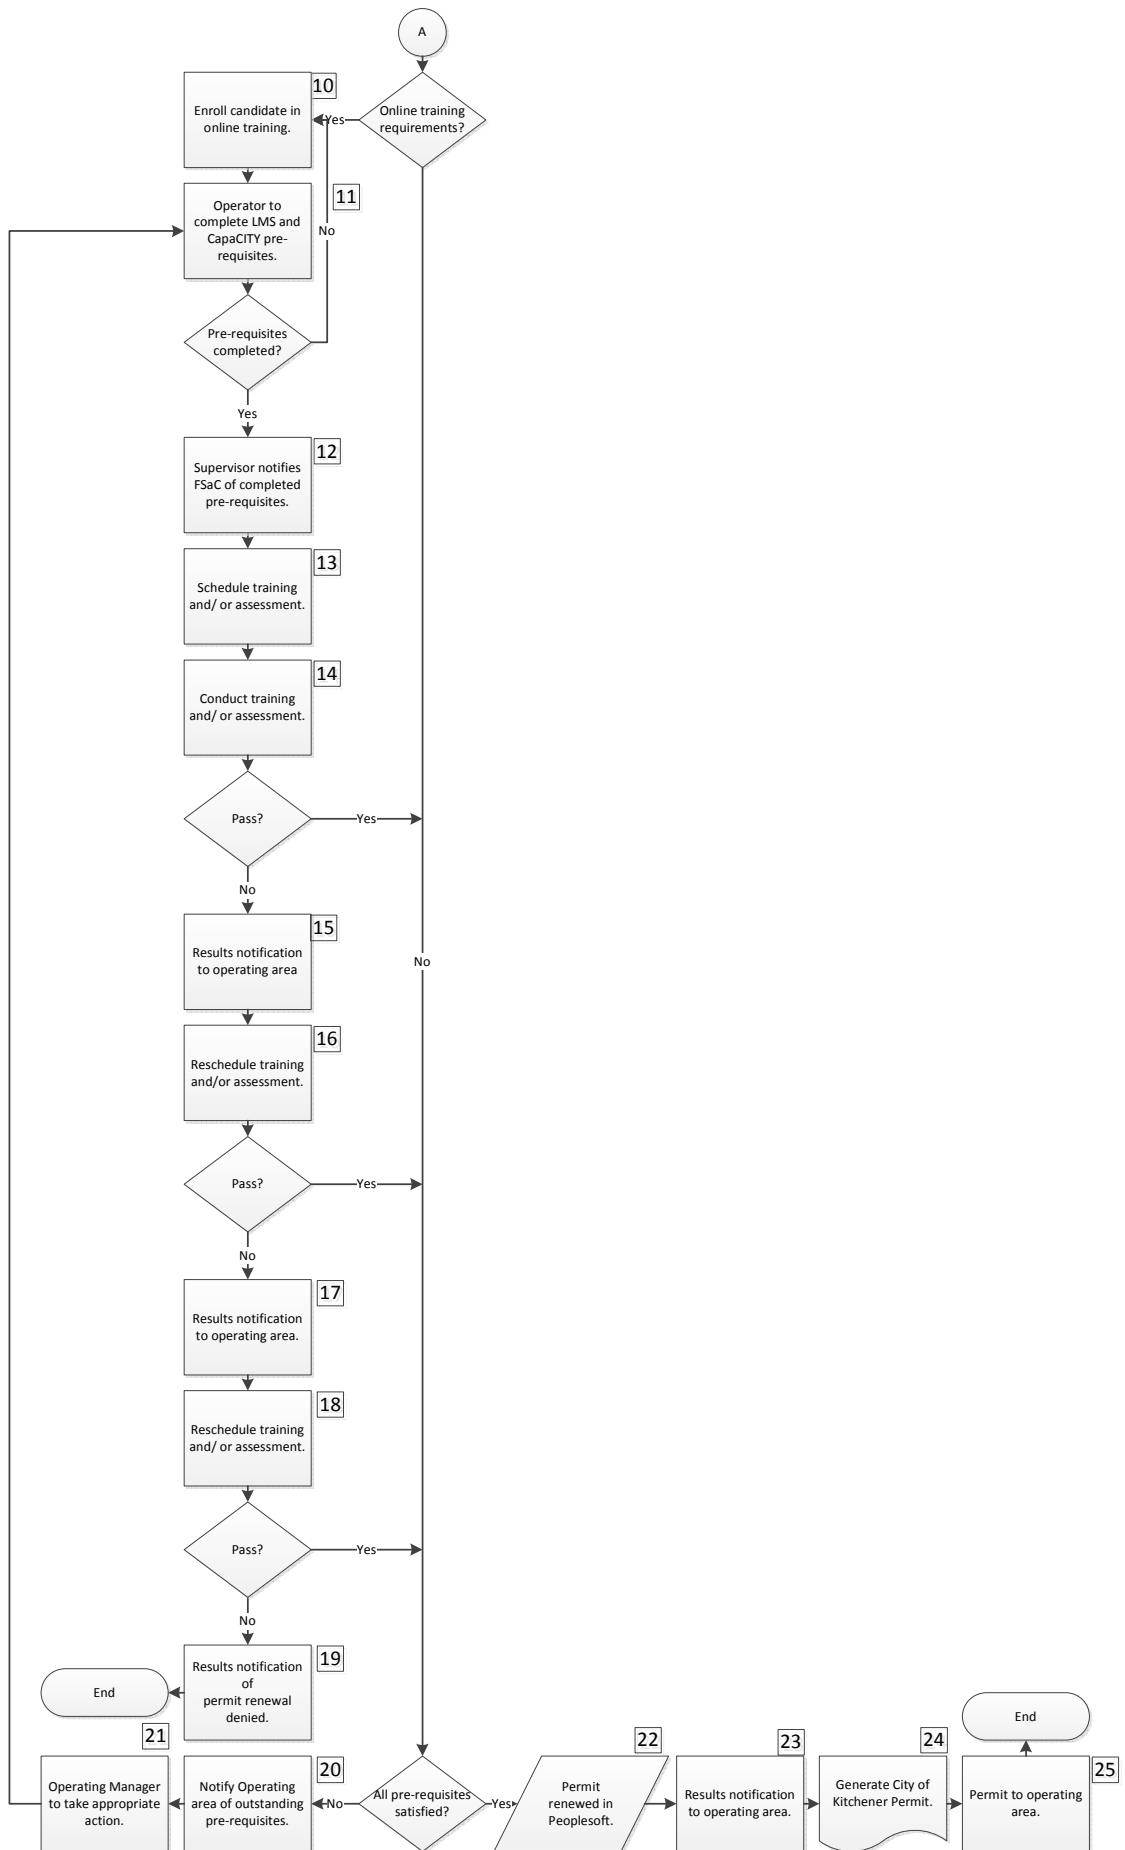 A
10
Enroll candidate in
online training.
Yes
Online training
requirements?
11
Operator to
complete LMS and
CapaCITY pre-
requisites.
No
Pre-requisites
completed?
Yes
12
Supervisor notifies
FSaC of completed
pre-requisites.
13
Schedule training
and/ or assessment.
14
Conduct training
and/ or assessment.
Pass?
Yes
No
15
Results notification
to operating area
No
16
Reschedule training
and/or assessment.
Pass?
Yes
No
17
Results notification
to operating area.
18
Reschedule training
and/ or assessment.
Pass?
Yes
No
19
Results notification
of
permit renewal
denied.
End
End
21
Operating Manager
to take appropriate
action.
20
Notify Operating
area of outstanding
pre-requisites.
No
All pre-requisites
satisfied?
Yes
22
Permit
renewed in
Peoplesoft.
23
Results notification
to operating area.
24
Generate City of
Kitchener Permit.
25
Permit to operating
area.